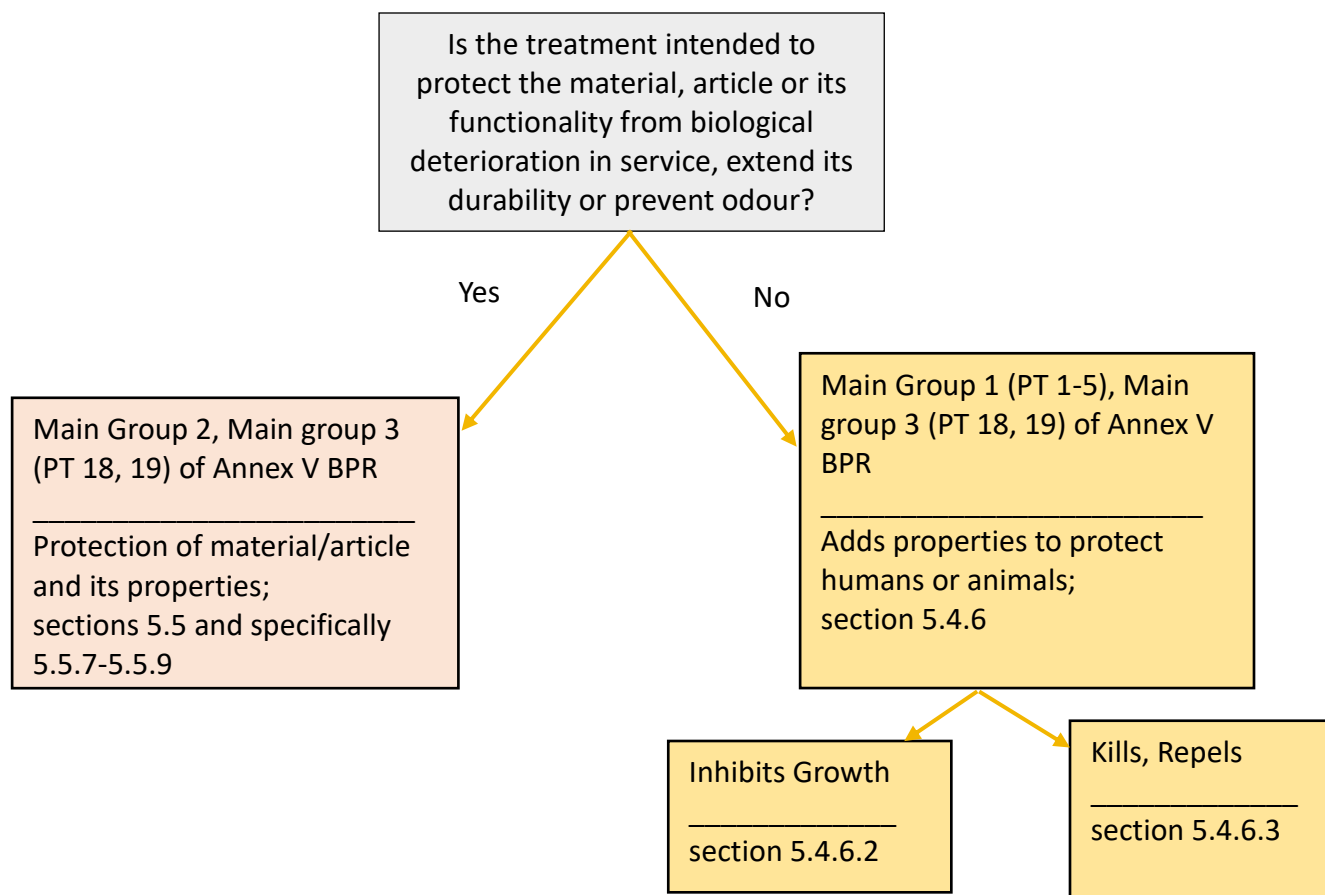 Is the treatment intended to
protect the material, article or its
functionality from biological
deterioration in service, extend its
durability or prevent odour?
Yes
No
Main Group 2, Main group 3
(PT 18, 19) of Annex V BPR
________________________
Protection of material/article
and its properties;
sections 5.5 and specifically
5.5.7-5.5.9
Main Group 1 (PT 1-5), Main
group 3 (PT 18, 19) of Annex V
BPR
________________________
Adds properties to protect
humans or animals;
section 5.4.6
Inhibits Growth
_____________
section 5.4.6.2
Kills, Repels
_____________
section 5.4.6.3